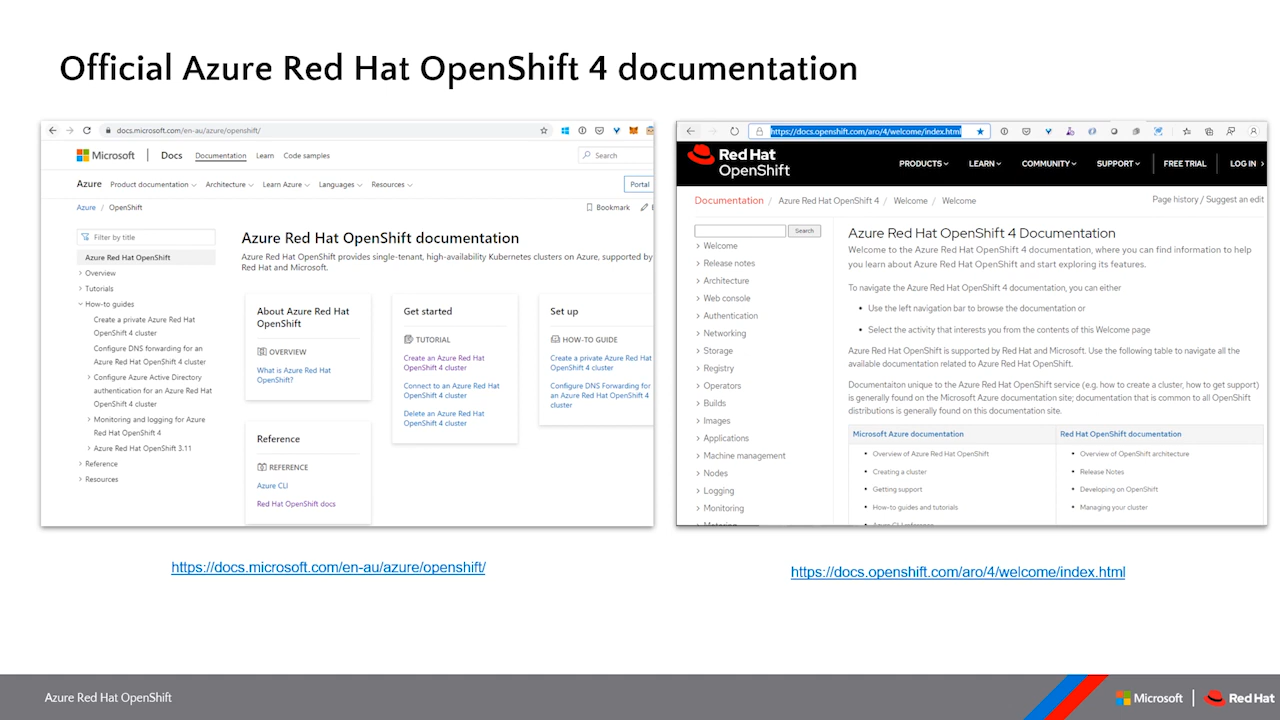 Official Azure Red Hat OpenShift 4 documentation
docs.microsoft.com/en-au/azure/openshift/
Microsoft
Docs
Documentation
Learn
Code samples
Search
Azure
Product documentation
Architecture
Learn Azure
Languages
Resources
Portal
Azure / OpenShift
Bookmark
Filter by title
Azure Red Hat OpenShift
Overview
Tutorials
How-to guides
Create a private Azure Red Hat
OpenShift 4 cluster
Configure DNS forwarding for an
Azure Red Hat OpenShift 4 cluster
Configure Azure Active Directory
authentication for an Azure Red Hat
OpenShift 4 cluster
Monitoring and logging for Azure
Red Hat OpenShift 4
Azure Red Hat OpenShift 3.11
Reference
Resources
Azure Red Hat OpenShift documentation
Azure Red Hat OpenShift provides single-tenant, high-availability Kubernetes clusters on Azure, supported by
Red Hat and Microsoft.
About Azure Red Hat
OpenShift
OVERVIEW
What is Azure Red Hat
OpenShift?
Get started
TUTORIAL
Create an Azure Red Hat
OpenShift 4 cluster
Connect to an Azure Red Hat
OpenShift 4 cluster
Delete an Azure Red Hat
OpenShift 4 cluster
Set up
HOW-TO GUIDE
Create a private Azure Red Hat
OpenShift 4 cluster
Configure DNS Forwarding for
an Azure Red Hat OpenShift 4
cluster
Reference
REFERENCE
Azure CLI
Red Hat OpenShift docs
https://docs.microsoft.com/en-au/azure/openshift/
https://docs.openshift.com/aro/4/welcome/index.html
Red Hat
OpenShift
PRODUCTS
LEARN
COMMUNITY
SUPPORT
FREE TRIAL
LOG IN
Documentation / Azure Red Hat OpenShift 4 / Welcome / Welcome
Page history / Suggest an edit
Search
Welcome
Release notes
Architecture
Web console
Authentication
Networking
Storage
Registry
Operators
Builds
Images
Applications
Machine management
Nodes
Logging
Monitoring
Azure Red Hat OpenShift 4 Documentation
Welcome to the Azure Red Hat OpenShift 4 documentation, where you can find information to help
you learn about Azure Red Hat OpenShift and start exploring its features.
To navigate the Azure Red Hat OpenShift 4 documentation, you can either
• Use the left navigation bar to browse the documentation or
• Select the activity that interests you from the contents of this Welcome page
Azure Red Hat OpenShift is supported by Red Hat and Microsoft. Use the following table to navigate all the
available documentation related to Azure Red Hat OpenShift.
Documentaiton unique to the Azure Red Hat OpenShift service (e.g. how to create a cluster, how to get support)
is generally found on the Microsoft Azure documentation site; documentation that is common to all OpenShift
distributions is generally found on this documentation site.
Microsoft Azure documentation
• Overview of Azure Red Hat OpenShift
• Creating a cluster
• Getting support
• How-to guides and tutorials
Red Hat OpenShift documentation
• Overview of OpenShift architecture
• Release Notes
• Developing on OpenShift
• Managing your cluster
https://docs.openshift.com/aro/4/welcome/index.html
Azure Red Hat OpenShift
Microsoft
Red Hat